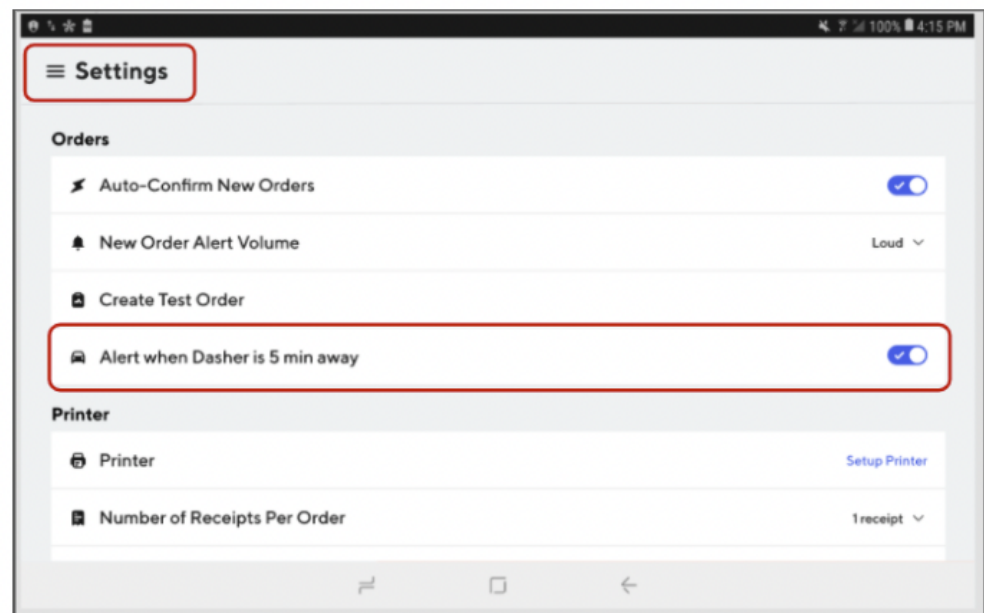 100% 4:15 PM
Settings
Orders
Auto-Confirm New Orders
New Order Alert Volume Loud
Create Test Order
Alert when Dasher is 5 min away
Printer
Printer Setup Printer
Number of Receipts Per Order 1 receipt